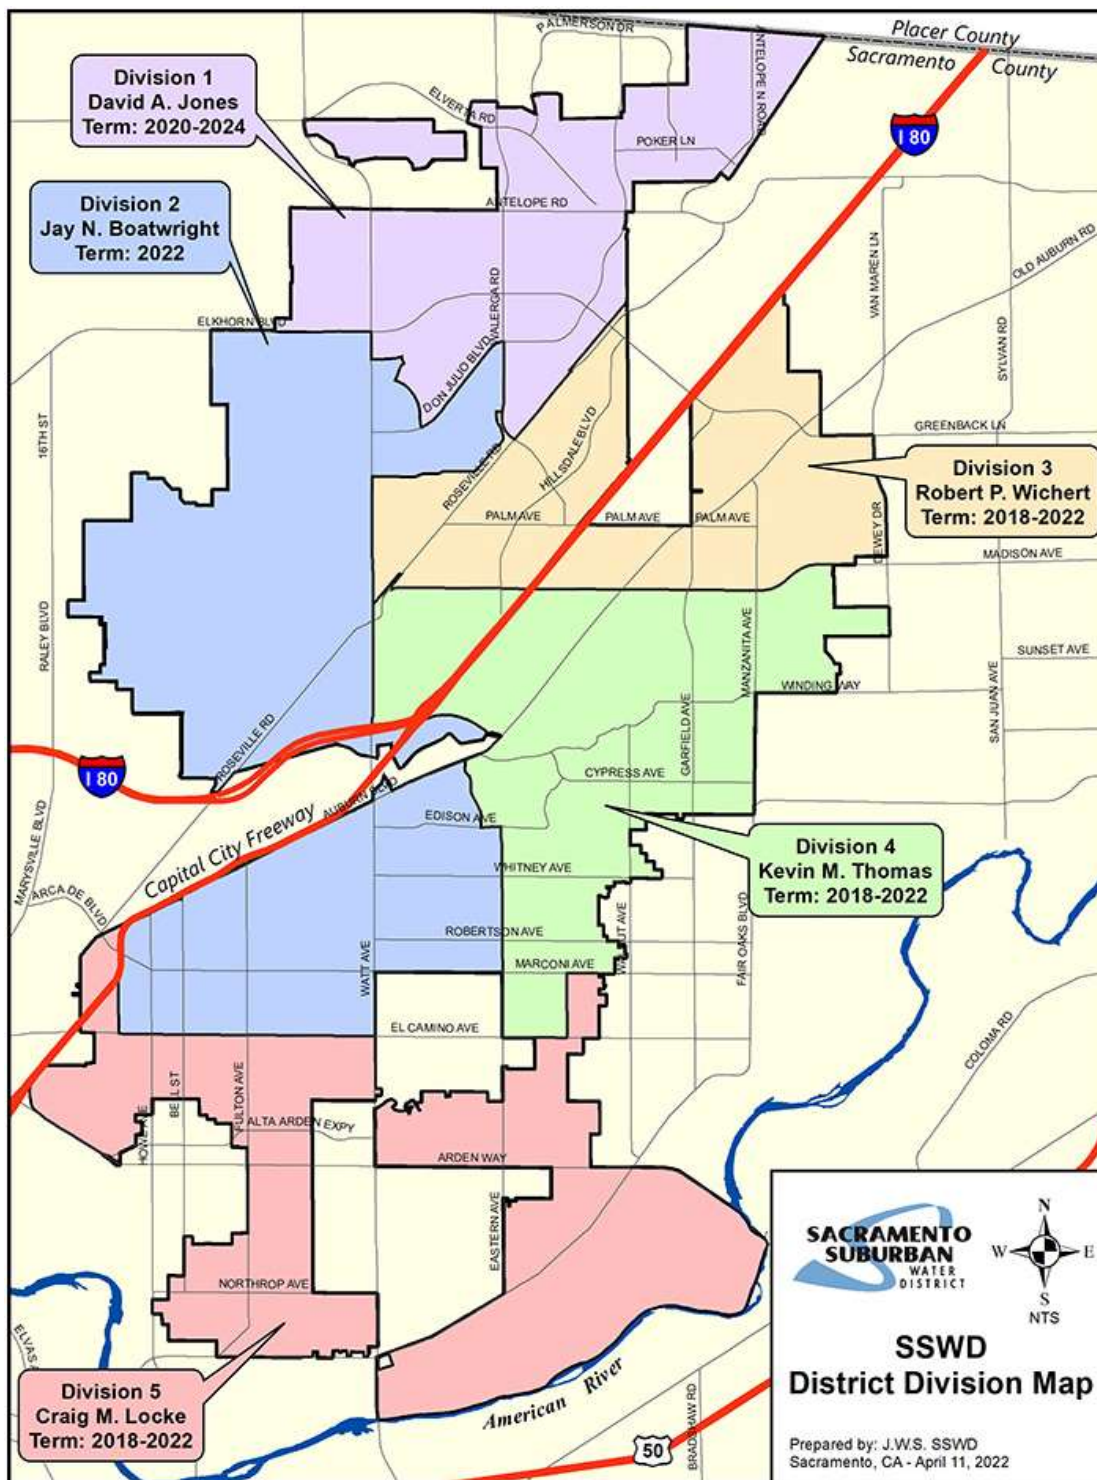 PALMERSON DR
ANTELOPE N ROAD
Placer County
Sacramento County
Division 1
David A. Jones
Term: 2020-2024
ELVERTA RD
POKER LN
I 80
Division 2
Jay N. Boatwright
Term: 2022
ANTELOPE RD
VAN MAREN LN
OLD AUBURN RD
ELKHORN BLVD
WALERGA RD
DON JULIO BLVD
SYLVAN RD
16TH ST
HILLSDALE BLVD
GREENBACK LN
ROSEVILLE RD
Division 3
Robert P. Wichert
Term: 2018-2022
PALM AVE
PALM AVE
PALM AVE
DEWEY DR
MADISON AVE
RALEY BLVD
MANZANITA AVE
SUNSET AVE
WINDING WAY
SAN JUAN AVE
GARFIELD AVE
ROSEVILLE RD
I 80
CYPRESS AVE
AUBURN BLVD
EDISON AVE
Capital City Freeway
MARYSVILLE BLVD
Division 4
Kevin M. Thomas
Term: 2018-2022
WHITNEY AVE
ARCADE BLVD
ROBERTSON AVE
WALNUT AVE
FAIR OAKS BLVD
WATT AVE
MARCONI AVE
EL CAMINO AVE
COLOMA RD
BELL ST
FULTON AVE
HOWE AVE
ALTA ARDEN EXPY
ARDEN WAY
EASTERN AVE
NORTHROP AVE
SACRAMENTO
SUBURBAN
WATER
DISTRICT
N
W E
S
NTS
ELVAS A
SSWD
District Division Map
Division 5
Craig M. Locke
Term: 2018-2022
American River
BRADSHAW RD
50
Prepared by: J.W.S. SSWD
Sacramento, CA - April 11, 2022